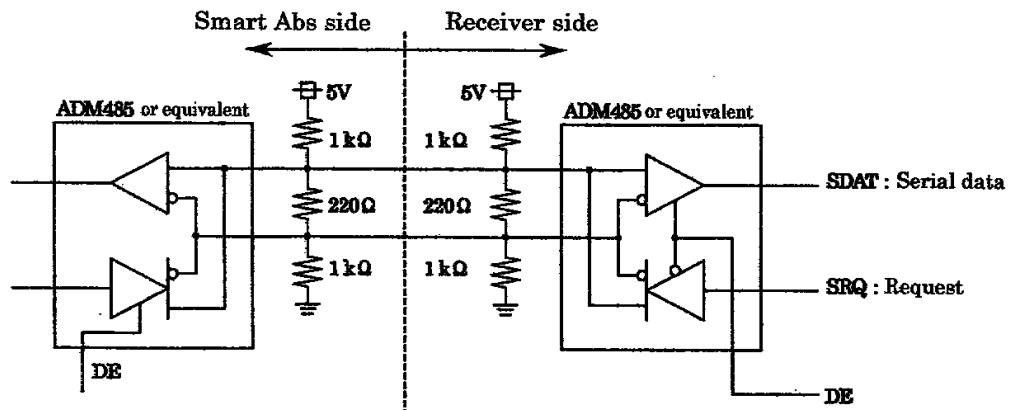 Smart Abs side
Receiver side
5V
5V
ADM485 or equivalent
ADM485 or equivalent
1kΩ
1kΩ
SDAT : Serial data
220Ω
220Ω
1kΩ
1kΩ
SRQ : Request
DE
DE